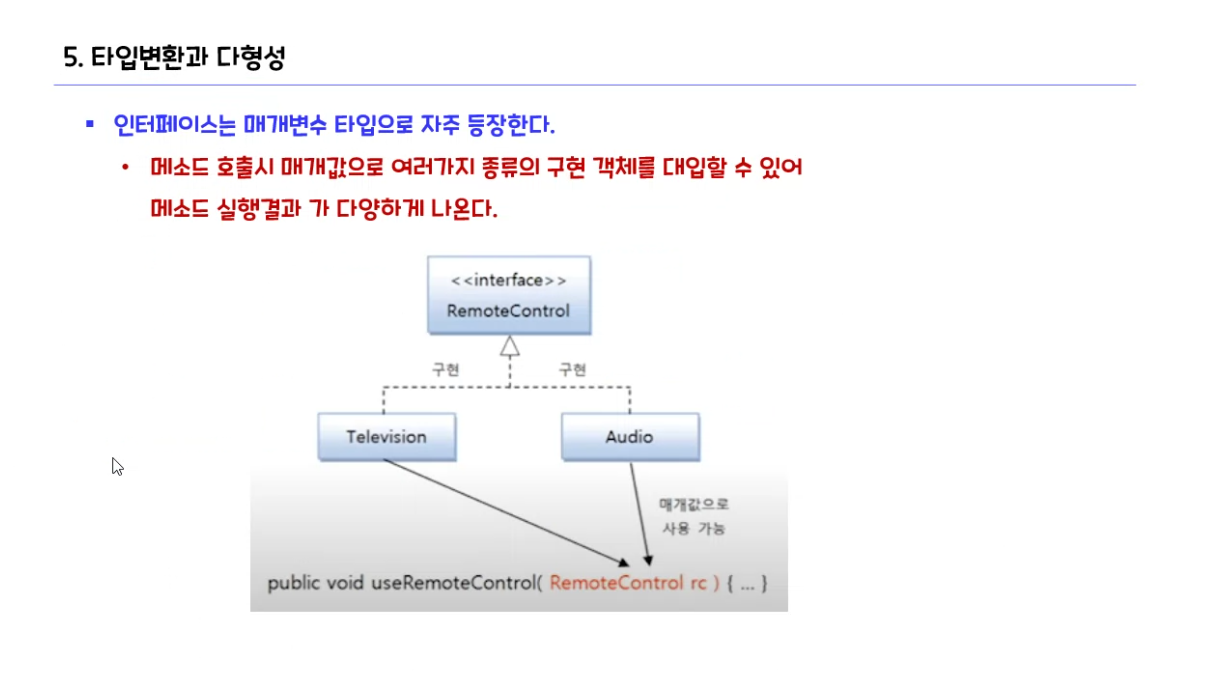 5. 타입변환과 다형성
인터페이스는 매개변수 타입으로 자주 등장한다.
메소드 호출시 매개값으로 여러가지 종류의 구현 객체를 대입할 수 있어
메소드 실행결과 가 다양하게 나온다.
<<interface>>
RemoteControl
구현 구현
Television Audio
매개값으로
사용 가능
public void useRemoteControl( RemoteControl rc ) { ... }